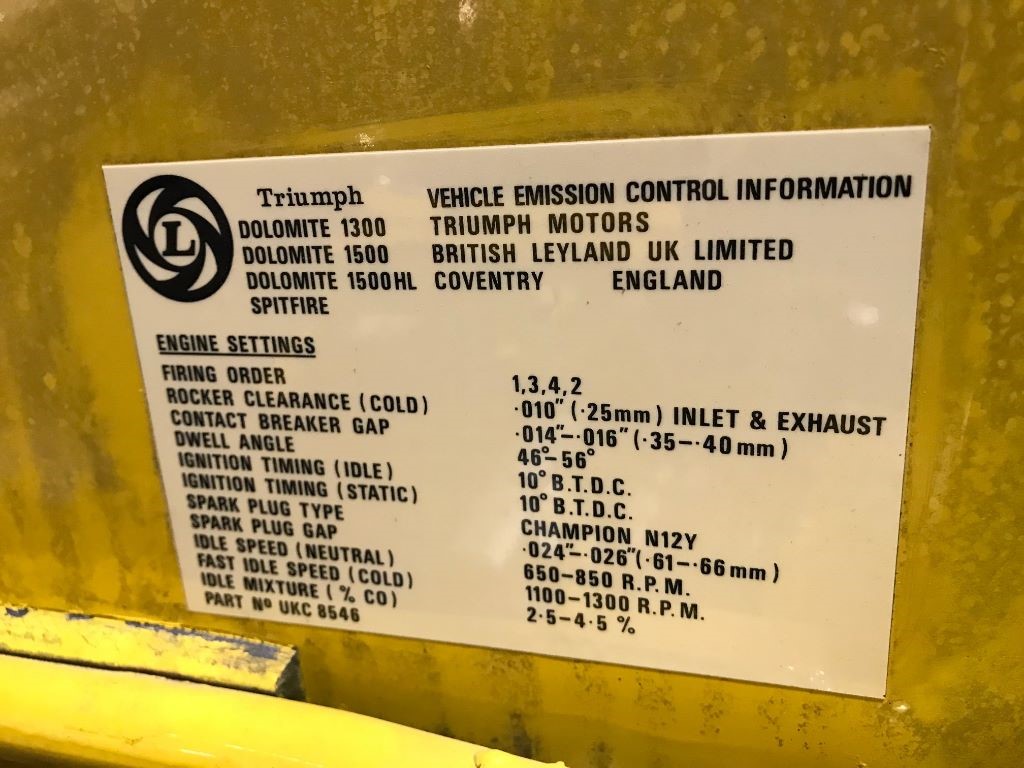 L
Triumph VEHICLE EMISSION CONTROL INFORMATION
DOLOMITE 1300 TRIUMPH MOTORS
DOLOMITE 1500 BRITISH LEYLAND UK LIMITED
DOLOMITE 1500HL COVENTRY ENGLAND
SPITFIRE
ENGINE SETTINGS
FIRING ORDER 1,3,4,2
ROCKER CLEARANCE (COLD) ·010" (·25mm) INLET & EXHAUST
CONTACT BREAKER GAP ·014"–·016" (·35–·40mm)
DWELL ANGLE 46°–56°
IGNITION TIMING (IDLE) 10° B.T.D.C.
IGNITION TIMING (STATIC) 10° B.T.D.C.
SPARK PLUG TYPE CHAMPION N12Y
SPARK PLUG GAP ·024"–·026" (·61–·66mm)
IDLE SPEED (NEUTRAL) 650–850 R.P.M.
FAST IDLE SPEED (COLD) 1100–1300 R.P.M.
IDLE MIXTURE (% CO) 2·5–4·5 %
PART Nº UKC 8546